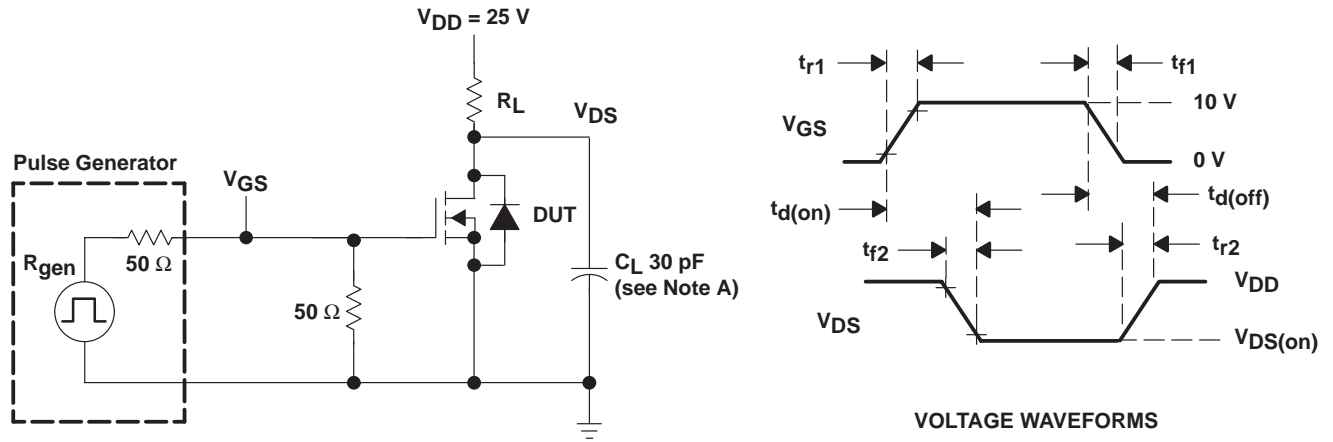 VDD = 25 V
RL
VDS
Pulse Generator
VGS
DUT
Rgen
50 Ω
50 Ω
CL 30 pF
(see Note A)
tr1
tf1
10 V
VGS
0 V
td(on)
td(off)
tf2
tr2
VDD
VDS
VDS(on)
VOLTAGE WAVEFORMS